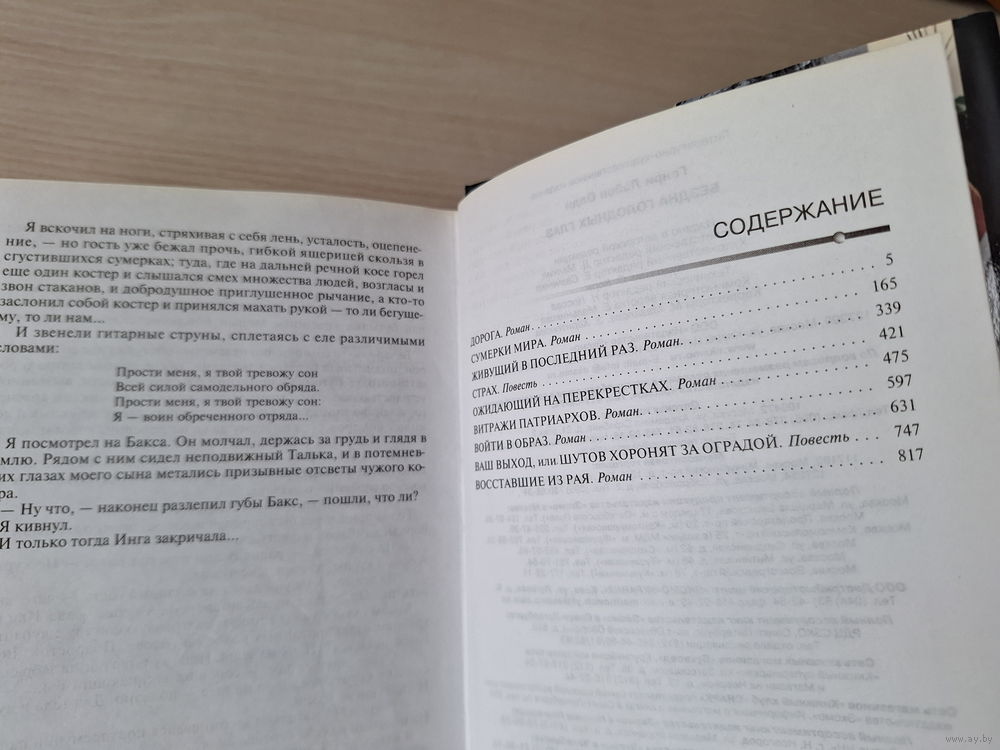 Я вскочил на ноги, стряхивая с себя лень, усталость, оцепене-
ние, — но гость уже бежал прочь, гибкой ящерицей скользя в
сгустившихся сумерках; туда, где на дальней речной косе горел
еще один костер и слышался смех множества людей, возгласы и
звон стаканов, и добродушное приглушенное рычание, а кто-то
заслонил собой костер и принялся махать рукой — то ли бегуще-
му, то ли нам...
И звенели гитарные струны, сплетаясь с еле различимыми
словами:
Прости меня, я твой тревожу сон
Всей силой самодельного обряда.
Прости меня, я твой тревожу сон:
Я — воин обреченного отряда...
Я посмотрел на Бакса. Он молчал, держась за грудь и глядя в
млю. Рядом с ним сидел неподвижный Талька, и в потемнев-
их глазах моего сына метались призывные отсветы чужого ко-
ра.
— Ну что, — наконец разлепил губы Бакс, — пошли, что ли?
Я кивнул.
И только тогда Инга закричала...
СОДЕРЖАНИЕ
ДОРОГА. Роман . . . . . . . . . . 5
СУМЕРКИ МИРА. Роман . . . . . . . . . . 165
ЖИВУЩИЙ В ПОСЛЕДНИЙ РАЗ. Роман. . . . . . . . . . 339
СТРАХ. Повесть . . . . . . . . . . 421
ОЖИДАЮЩИЙ НА ПЕРЕКРЕСТКАХ. Роман . . . . . . . . . . 475
ВИТРАЖИ ПАТРИАРХОВ. Роман. . . . . . . . . . 597
ВОЙТИ В ОБРАЗ. Роман . . . . . . . . . . 631
ВАШ ВЫХОД, или ШУТОВ ХОРОНЯТ ЗА ОГРАДОЙ. Повесть . . . 747
ВОССТАВШИЕ ИЗ РАЯ. Роман . . . . . . . . . . 817
www.ay.by